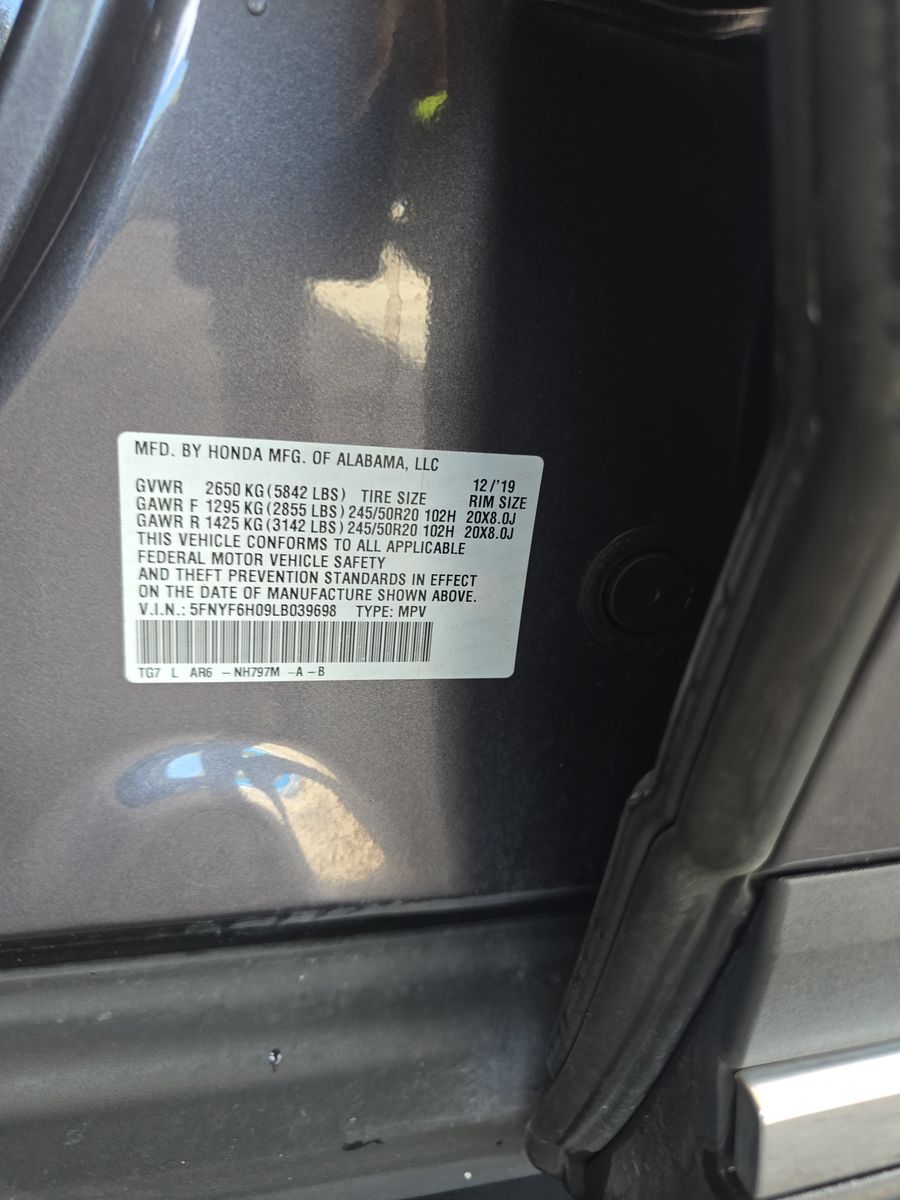 MFD. BY HONDA MFG. OF ALABAMA, LLC
12/'19
GVWR 2650 KG(5842 LBS) TIRE SIZE RIM SIZE
GAWR F 1295 KG(2855 LBS) 245/50R20 102H 20X8.0J
GAWR R 1425 KG(3142 LBS) 245/50R20 102H 20X8.0J
THIS VEHICLE CONFORMS TO ALL APPLICABLE
FEDERAL MOTOR VEHICLE SAFETY
AND THEFT PREVENTION STANDARDS IN EFFECT
ON THE DATE OF MANUFACTURE SHOWN ABOVE.
V.I.N.: 5FNYF6H09LB039698 TYPE: MPV
TG7 L AR6 - NH797M -A-B